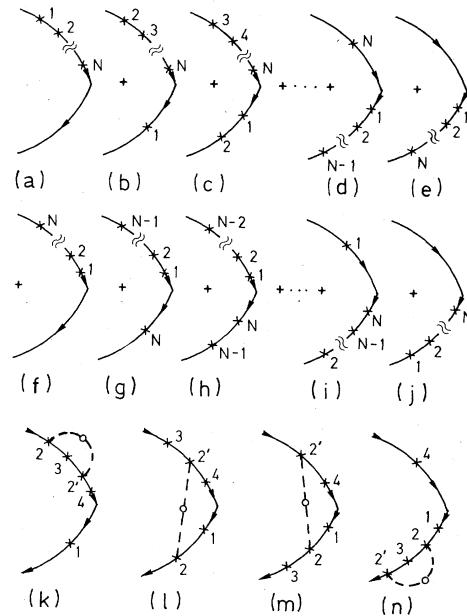 1 2 N
2 3 N 1
3 4 N 1 2
N 1 2 N-1
1 2 N
+ + + ···· + +
(a) (b) (c) (d) (e)
N 2 1
N-1 2 1 N
N-2 2 1 N N-1
1 N N-1 2
N 2 1
+ + + + ···· + +
(f) (g) (h) (i) (j)
2 3 2' 4 1
3 2' 4 1 2
2' 4 1 2 3
4 1 2 3 2'
(k) (l) (m) (n)